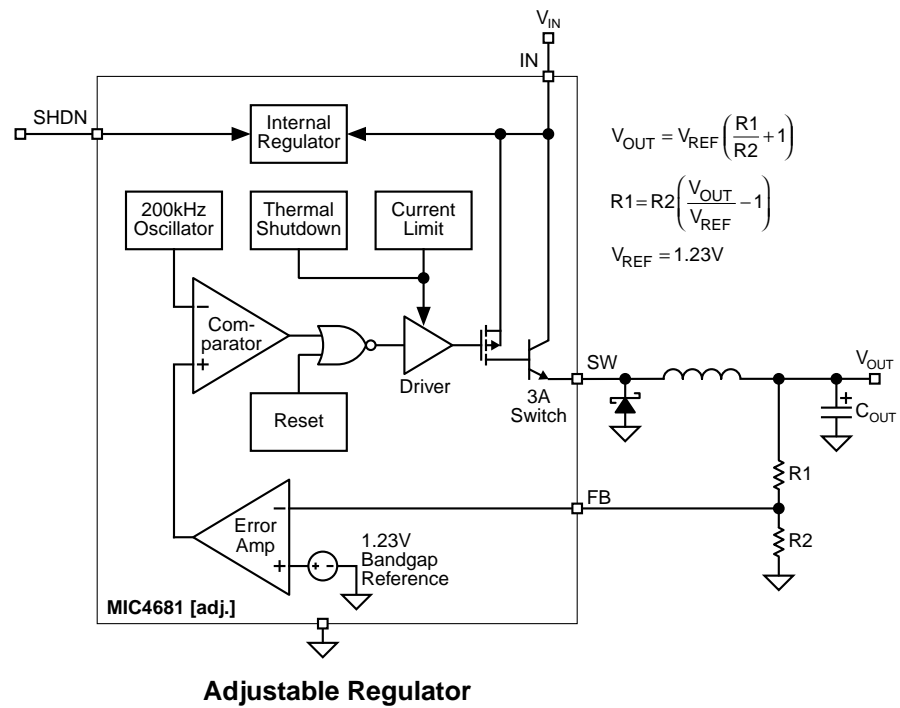 V_IN
IN
SHDN
Internal
Regulator
V_OUT = V_REF (R1/R2 + 1)
R1 = R2 (V_OUT/V_REF − 1)
V_REF = 1.23V
200kHz
Oscillator
Thermal
Shutdown
Current
Limit
−
Com-
parator
+
Driver
Reset
SW
3A
Switch
V_OUT
+
C_OUT
R1
FB
R2
−
Error
Amp
+
+ −
1.23V
Bandgap
Reference
MIC4681 [adj.]
Adjustable Regulator